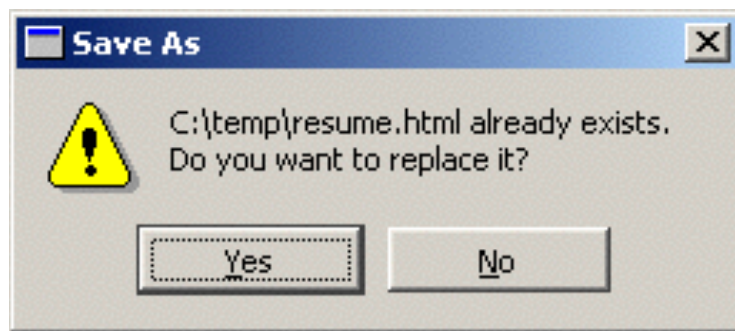 Save As
C:\temp\resume.html already exists.
Do you want to replace it?
Yes
No